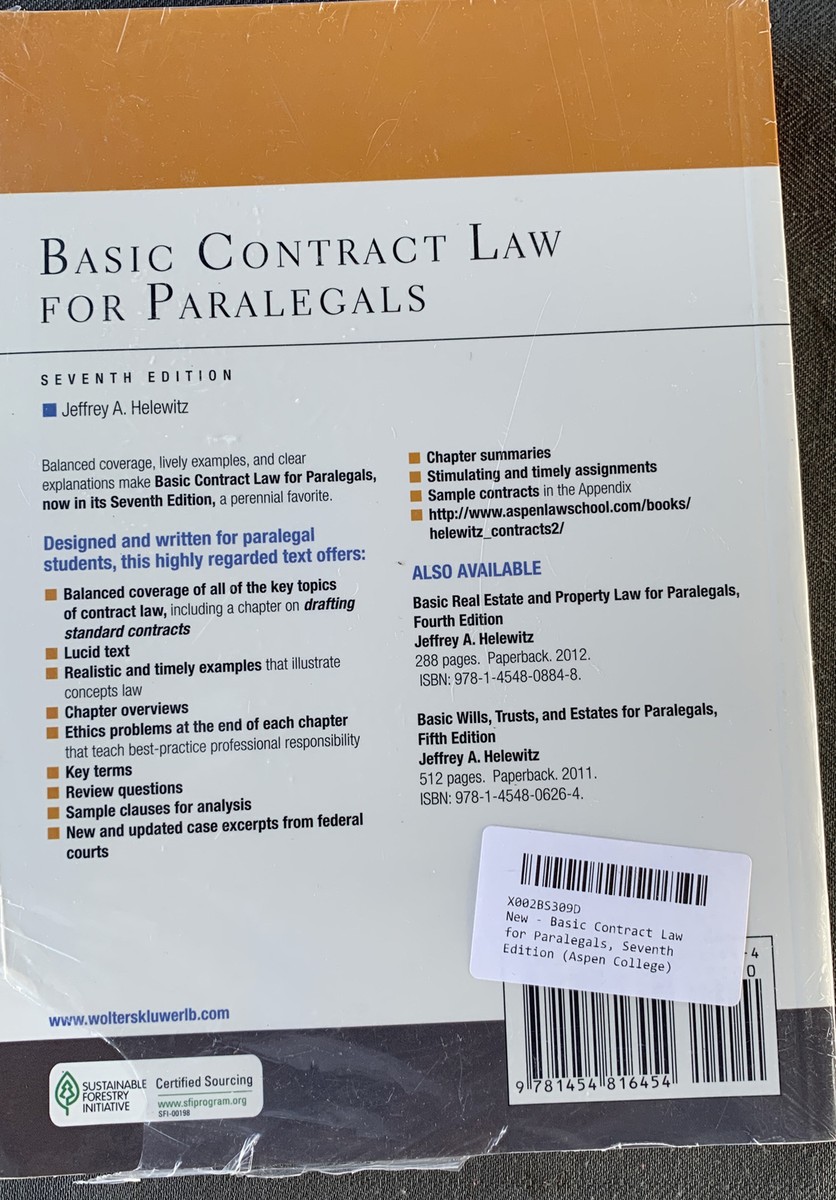 BASIC CONTRACT LAW
FOR PARALEGALS
SEVENTH EDITION
Jeffrey A. Helewitz
Balanced coverage, lively examples, and clear
explanations make Basic Contract Law for Paralegals,
now in its Seventh Edition, a perennial favorite.
Designed and written for paralegal
students, this highly regarded text offers:
Balanced coverage of all of the key topics
of contract law, including a chapter on drafting
standard contracts
Lucid text
Realistic and timely examples that illustrate
concepts law
Chapter overviews
Ethics problems at the end of each chapter
that teach best-practice professional responsibility
Key terms
Review questions
Sample clauses for analysis
New and updated case excerpts from federal
courts
Chapter summaries
Stimulating and timely assignments
Sample contracts in the Appendix
http://www.aspenlawschool.com/books/
helewitz_contracts2/
ALSO AVAILABLE
Basic Real Estate and Property Law for Paralegals,
Fourth Edition
Jeffrey A. Helewitz
288 pages. Paperback. 2012.
ISBN: 978-1-4548-0884-8.
Basic Wills, Trusts, and Estates for Paralegals,
Fifth Edition
Jeffrey A. Helewitz
512 pages. Paperback. 2011.
ISBN: 978-1-4548-0626-4.
X002BS309D
New - Basic Contract Law
for Paralegals, Seventh
Edition (Aspen College)
-4
0
9 781454 816454
www.wolterskluwerlb.com
SUSTAINABLE
FORESTRY
INITIATIVE
Certified Sourcing
www.sfiprogram.org
SFI-00198